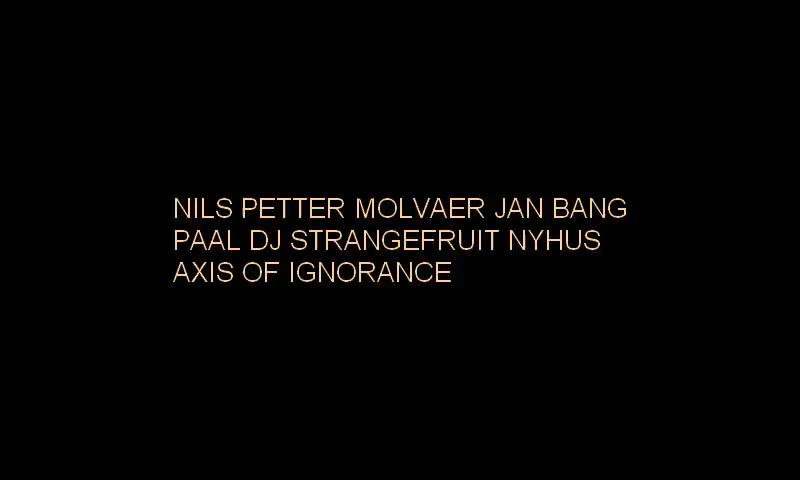 NILS PETTER MOLVAER JAN BANG
PAAL DJ STRANGEFRUIT NYHUS
AXIS OF IGNORANCE